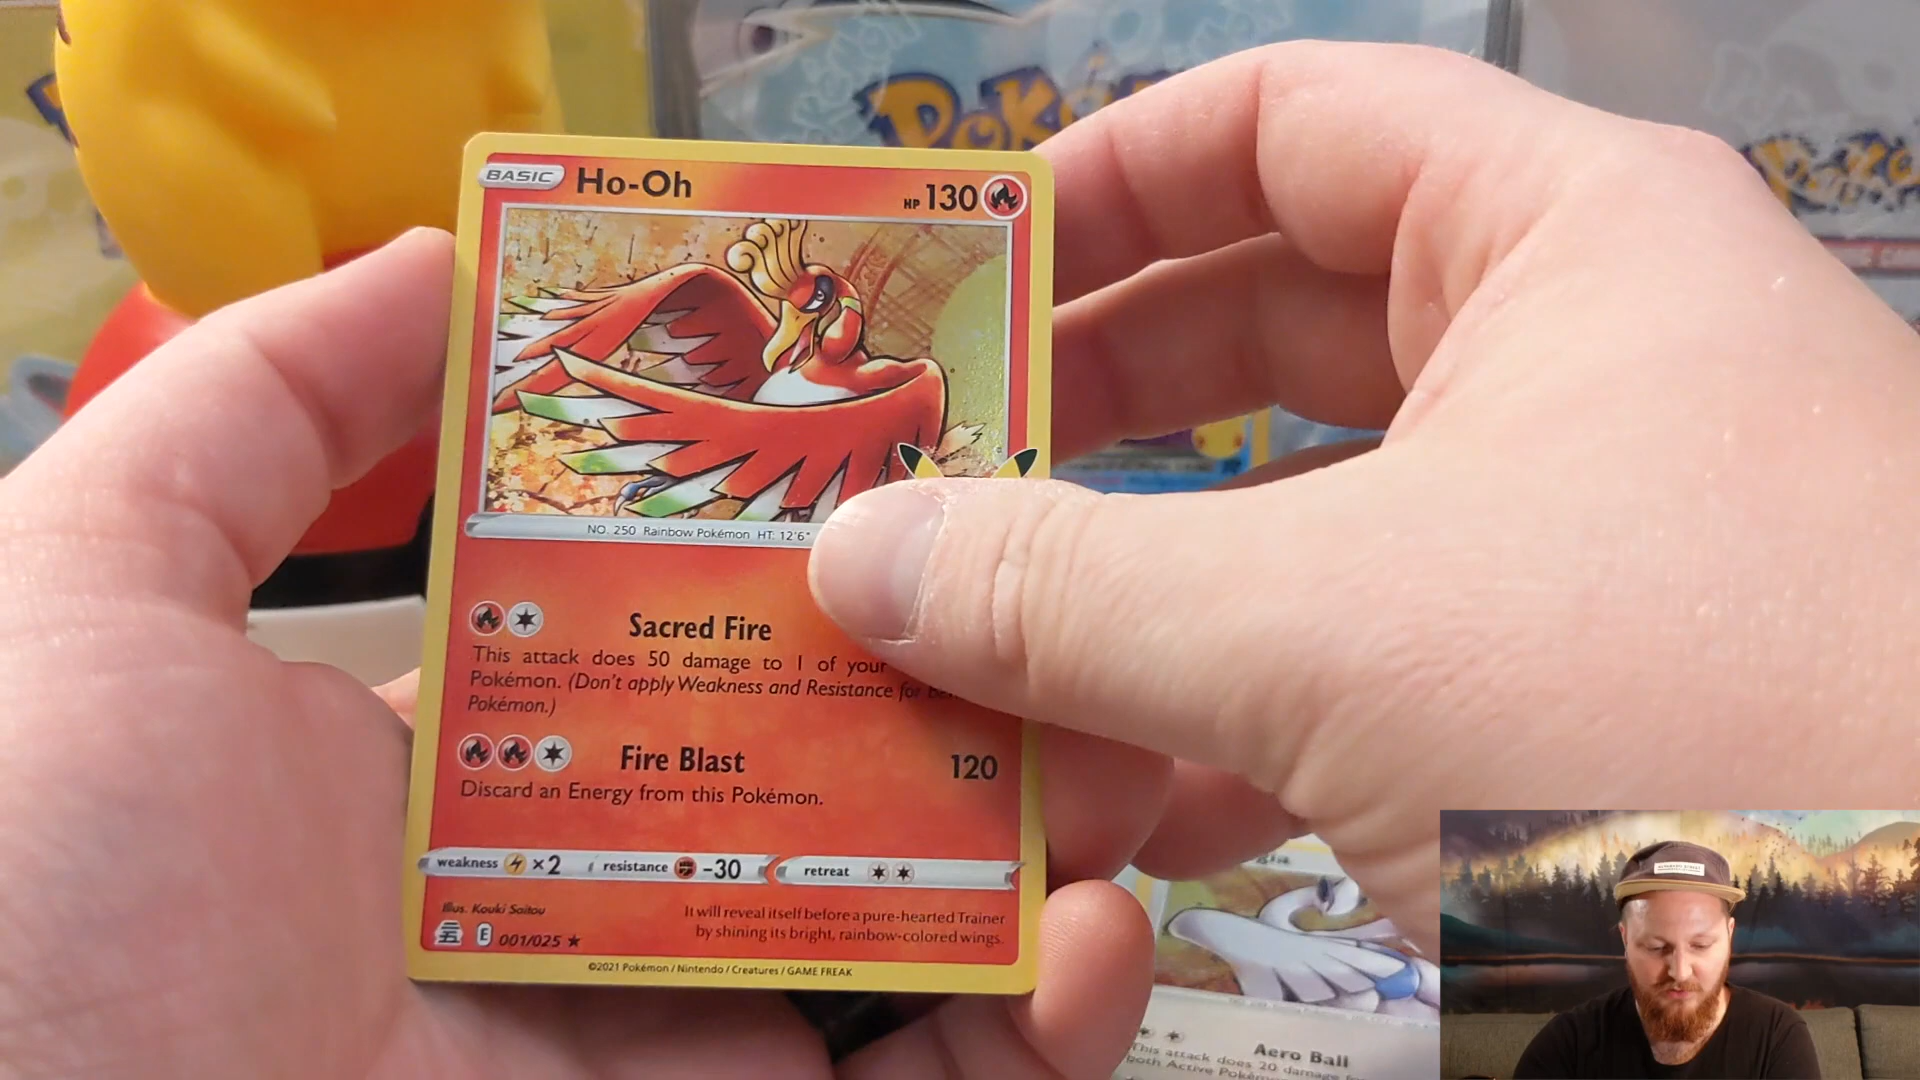 BASIC Ho-Oh HP 130
NO. 250 Rainbow Pokémon HT: 12'6"
Sacred Fire
This attack does 50 damage to 1 of your
Pokémon. (Don't apply Weakness and Resistance for
Pokémon.)
Fire Blast 120
Discard an Energy from this Pokémon.
weakness ×2 resistance -30 retreat
Illus. Kouki Saitou
It will reveal itself before a pure-hearted Trainer
by shining its bright, rainbow-colored wings.
E 001/025
©2021 Pokémon / Nintendo / Creatures / GAME FREAK
Aero Ball
This attack does 20 damage
both Active Pokémon